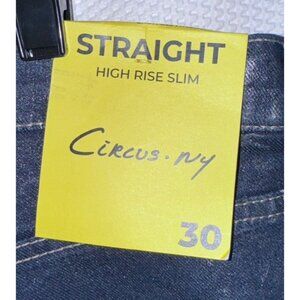 STRAIGHT
HIGH RISE SLIM
CIRCUS·NY
30